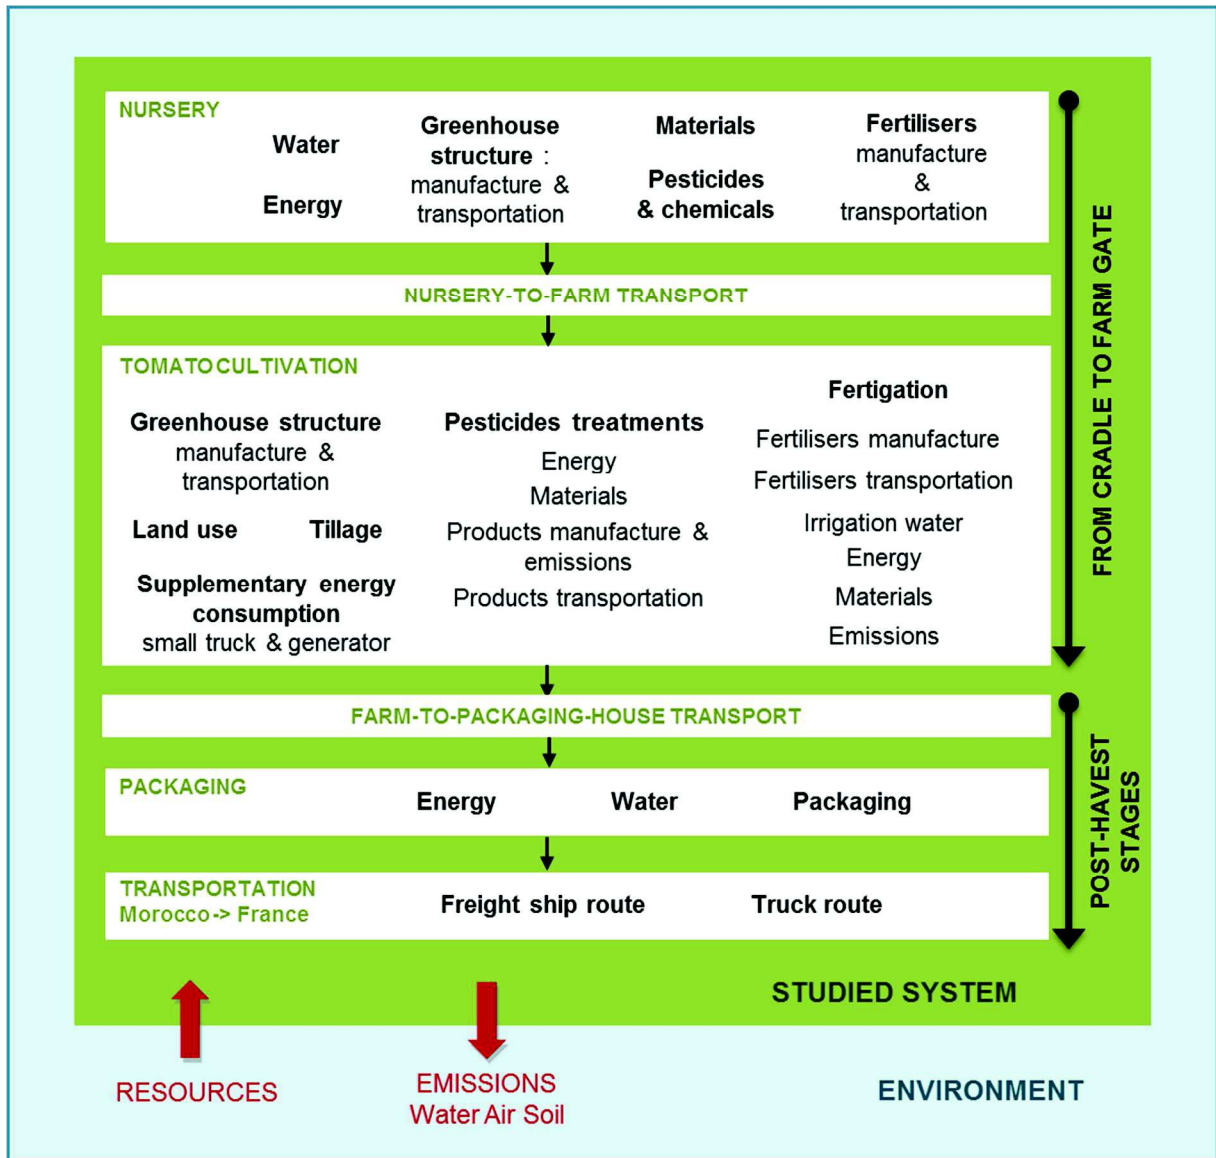 NURSERY
Water
Energy
Greenhouse
structure :
manufacture &
transportation
Materials
Pesticides
& chemicals
Fertilisers
manufacture
&
transportation
NURSERY-TO-FARM TRANSPORT
TOMATO CULTIVATION
Greenhouse structure
manufacture &
transportation
Land use Tillage
Supplementary energy
consumption
small truck & generator
Pesticides treatments
Energy
Materials
Products manufacture &
emissions
Products transportation
Fertigation
Fertilisers manufacture
Fertilisers transportation
Irrigation water
Energy
Materials
Emissions
FROM CRADLE TO FARM GATE
FARM-TO-PACKAGING-HOUSE TRANSPORT
PACKAGING
Energy Water Packaging
TRANSPORTATION
Morocco-> France
Freight ship route Truck route
POST-HAVEST
STAGES
STUDIED SYSTEM
RESOURCES
EMISSIONS
Water Air Soil
ENVIRONMENT